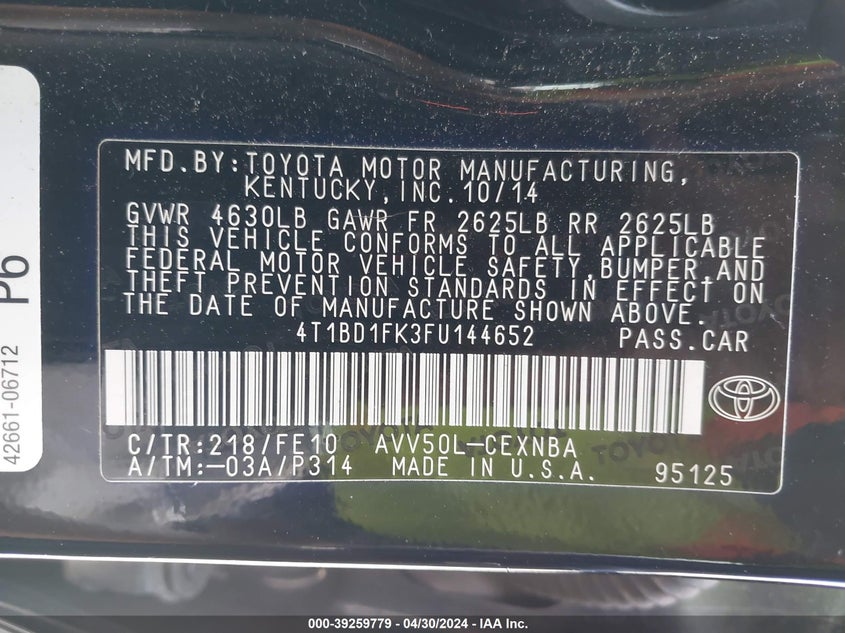 MFD.BY:TOYOTA MOTOR MANUFACTURING,
KENTUCKY,INC.10/14
GVWR 4630LB GAWR FR 2625LB RR 2625LB
THIS VEHICLE CONFORMS TO ALL APPLICABLE
FEDERAL MOTOR VEHICLE SAFETY,BUMPER,AND
THEFT PREVENTION STANDARDS IN EFFECT ON
THE DATE OF MANUFACTURE SHOWN ABOVE.
4T1BD1FK3FU144652 PASS.CAR
C/TR:218/FE10 AVV50L-CEXNBA
A/TM:-03A/P314 MADE IN U.S.A. 95125
42661-06712 Pb
000-39259779 - 04/30/2024 - IAA Inc.